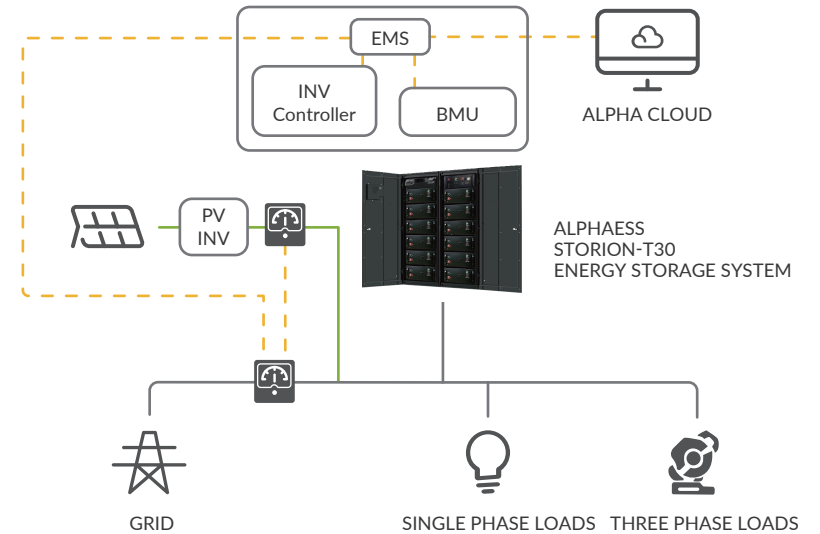 EMS
INV
Controller
BMU
ALPHA CLOUD
PV
INV
ALPHAESS
STORION-T30
ENERGY STORAGE SYSTEM
GRID
SINGLE PHASE LOADS
THREE PHASE LOADS